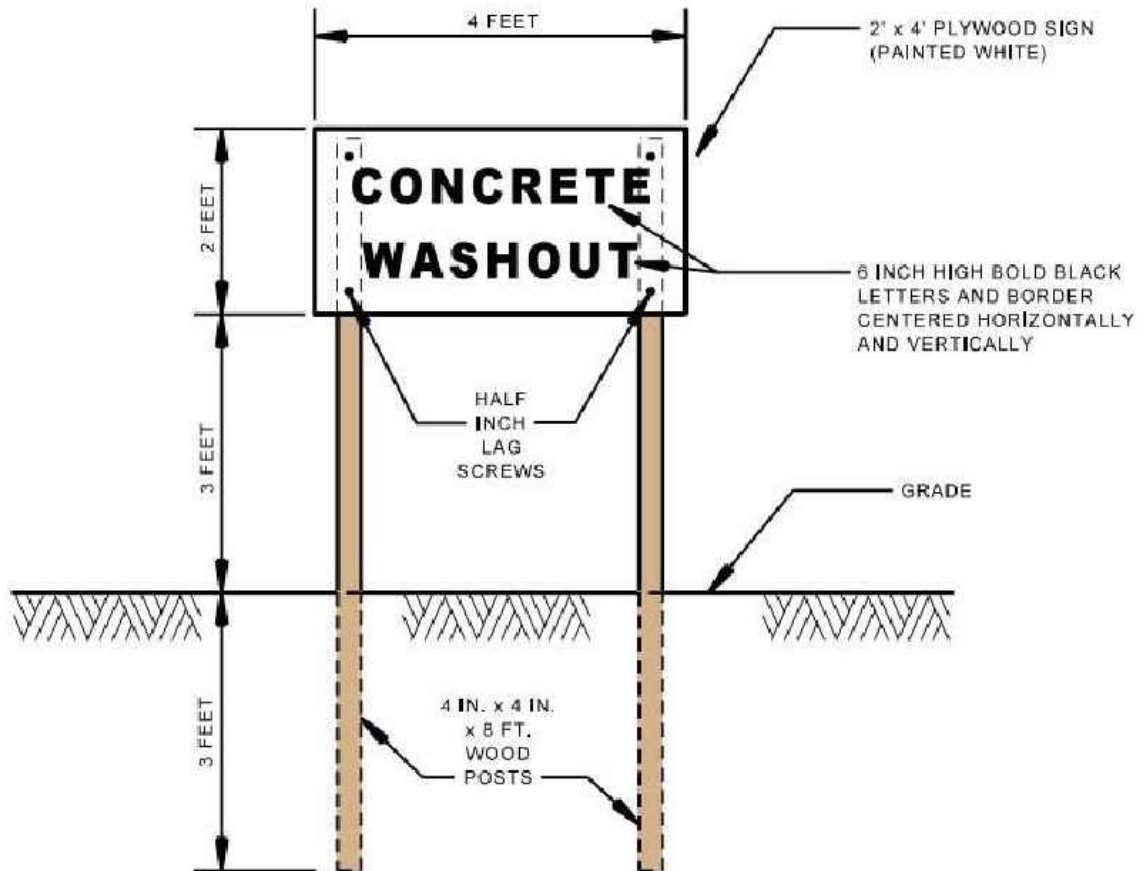 4 FEET
2' x 4' PLYWOOD SIGN
(PAINTED WHITE)
2 FEET
CONCRETE
WASHOUT
6 INCH HIGH BOLD BLACK
LETTERS AND BORDER
CENTERED HORIZONTALLY
AND VERTICALLY
3 FEET
HALF
INCH
LAG
SCREWS
GRADE
3 FEET
4 IN. x 4 IN.
x 8 FT.
WOOD
POSTS